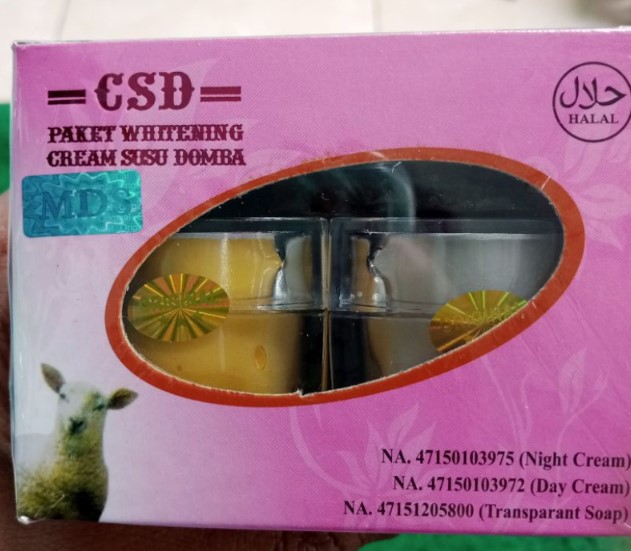 CSD
PAKET WHITENING
CREAM SUSU DOMBA
MDS
حلال
HALAL
NA. 47150103975 (Night Cream)
NA. 47150103972 (Day Cream)
NA. 47151205800 (Transparant Soap)